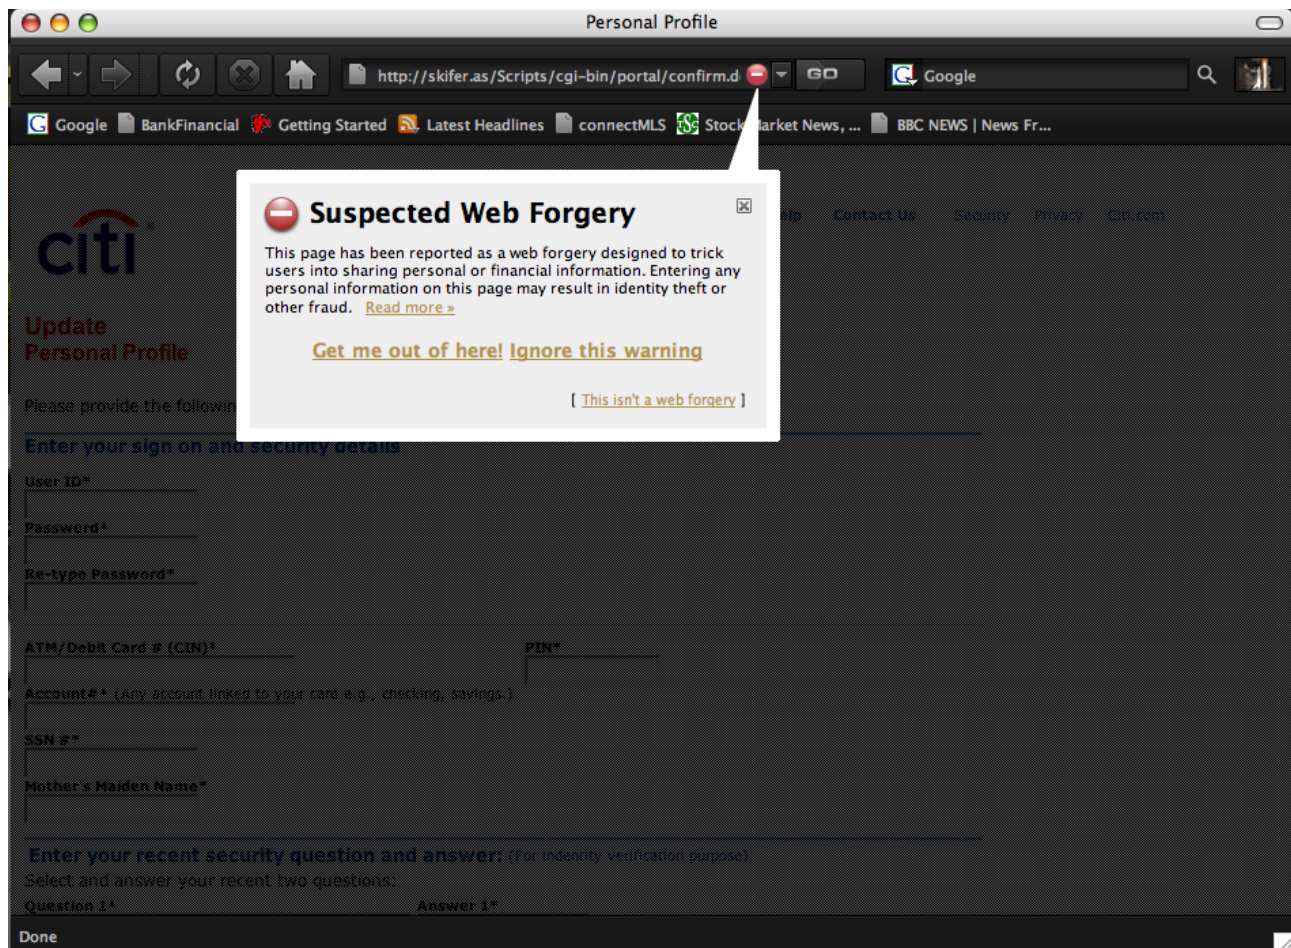 Personal Profile
http://skifer.as/Scripts/cgi-bin/portal/confirm.d
GO
Google
Google BankFinancial Getting Started Latest Headlines connectMLS Stock Market News, ... BBC NEWS | News Fr...
citi
elp Contact Us Security Privacy Citi.com
Suspected Web Forgery
This page has been reported as a web forgery designed to trick
users into sharing personal or financial information. Entering any
personal information on this page may result in identity theft or
other fraud. Read more »
Get me out of here! Ignore this warning
[ This isn't a web forgery ]
Update
Personal Profile
Please provide the followin
Enter your sign on and security details
User ID*
Password*
Re-type Password*
ATM/Debit Card # (CIN)* PIN*
Account#* (Any account linked to your card e.g., checking, savings.)
SSN #*
Mother's Maiden Name*
Enter your recent security question and answer: (For indentity verification purpose)
Select and answer your recent two questions:
Question 1* Answer 1*
Done